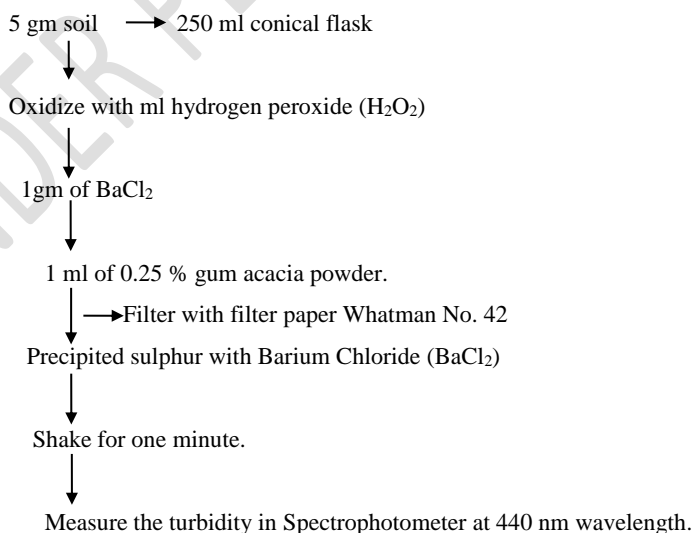 5 gm soil → 250 ml conical flask
Oxidize with ml hydrogen peroxide (H₂O₂)
1gm of BaCl₂
1 ml of 0.25 % gum acacia powder.
Filter with filter paper Whatman No. 42
Precipited sulphur with Barium Chloride (BaCl₂)
Shake for one minute.
Measure the turbidity in Spectrophotometer at 440 nm wavelength.